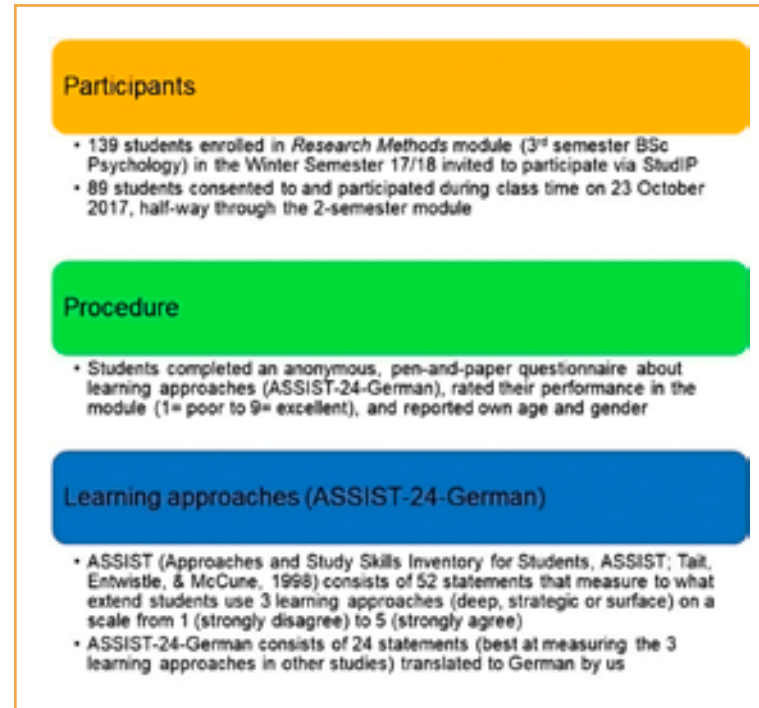 Participants
• 139 students enrolled in Research Methods module (3rd semester BSc
Psychology) in the Winter Semester 17/18 invited to participate via StudIP
• 89 students consented to and participated during class time on 23 October
2017, half-way through the 2-semester module
Procedure
• Students completed an anonymous, pen-and-paper questionnaire about
learning approaches (ASSIST-24-German), rated their performance in the
module (1= poor to 9= excellent), and reported own age and gender
Learning approaches (ASSIST-24-German)
• ASSIST (Approaches and Study Skills Inventory for Students, ASSIST; Tait,
Entwistle, & McCune, 1998) consists of 52 statements that measure to what
extend students use 3 learning approaches (deep, strategic or surface) on a
scale from 1 (strongly disagree) to 5 (strongly agree)
• ASSIST-24-German consists of 24 statements (best at measuring the 3
learning approaches in other studies) translated to German by us